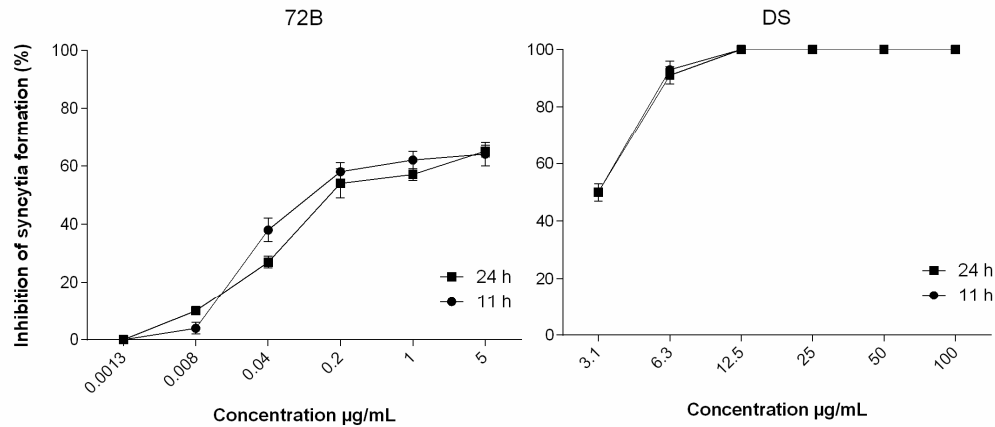 72B
Inhibition of syncytia formation (%)
100
80
60
40
20
0
24 h
11 h
0.0013
0.008
0.04
0.2
1
5
Concentration µg/mL
DS
100
80
60
40
20
0
24 h
11 h
3.1
6.3
12.5
25
50
100
Concentration µg/mL